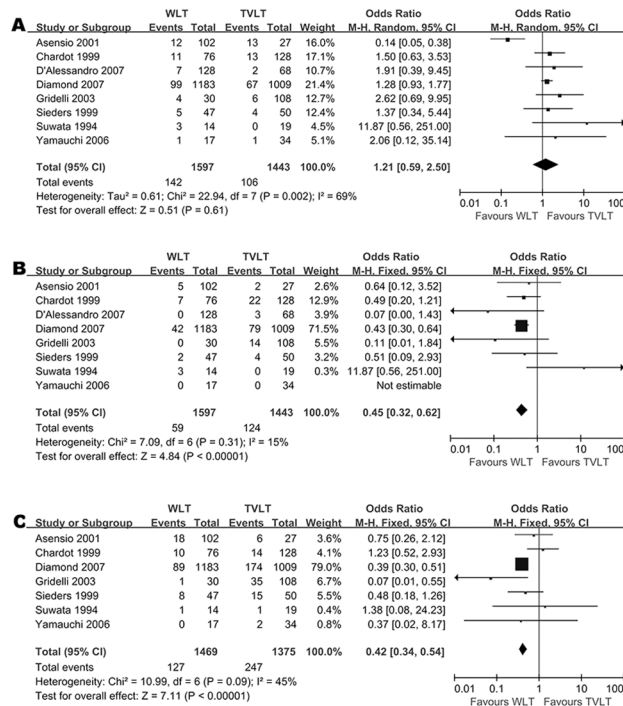 A
WLT TVLT Odds Ratio Odds Ratio
Study or Subgroup Events Total Events Total Weight M-H. Random. 95% CI M-H. Random. 95% CI
Asensio 2001 12 102 13 27 16.0% 0.14 [0.05, 0.38]
Chardot 1999 11 76 13 128 17.1% 1.50 [0.63, 3.53]
D'Alessandro 2007 7 128 2 68 11.1% 1.91 [0.39, 9.45]
Diamond 2007 99 1183 67 1009 21.4% 1.28 [0.93, 1.77]
Gridelli 2003 4 30 6 108 13.0% 2.62 [0.69, 9.95]
Sieders 1999 5 47 4 50 12.4% 1.37 [0.34, 5.44]
Suwata 1994 3 14 0 19 4.5% 11.87 [0.56, 251.00]
Yamauchi 2006 1 17 1 34 5.0% 2.06 [0.12, 35.14]
Total (95% CI) 1597 1443 100.0% 1.21 [0.59, 2.50]
Total events 142 106
Heterogeneity: Tau² = 0.61; Chi² = 22.94, df = 7 (P = 0.002); I² = 69%
Test for overall effect: Z = 0.51 (P = 0.61)
0.01 0.1 1 10 100
Favours WLT Favours TVLT
B
WLT TVLT Odds Ratio Odds Ratio
Study or Subgroup Events Total Events Total Weight M-H. Fixed. 95% CI M-H. Fixed. 95% CI
Asensio 2001 5 102 2 27 2.6% 0.64 [0.12, 3.52]
Chardot 1999 7 76 22 128 12.9% 0.49 [0.20, 1.21]
D'Alessandro 2007 0 128 3 68 3.9% 0.07 [0.00, 1.43]
Diamond 2007 42 1183 79 1009 71.5% 0.43 [0.30, 0.64]
Gridelli 2003 0 30 14 108 5.5% 0.11 [0.01, 1.84]
Sieders 1999 2 47 4 50 3.3% 0.51 [0.09, 2.93]
Suwata 1994 3 14 0 19 0.3% 11.87 [0.56, 251.00]
Yamauchi 2006 0 17 0 34 Not estimable
Total (95% CI) 1597 1443 100.0% 0.45 [0.32, 0.62]
Total events 59 124
Heterogeneity: Chi² = 7.09, df = 6 (P = 0.31); I² = 15%
Test for overall effect: Z = 4.84 (P < 0.00001)
0.01 0.1 1 10 100
Favours WLT Favours TVLT
C
WLT TVLT Odds Ratio Odds Ratio
Study or Subgroup Events Total Events Total Weight M-H. Fixed. 95% CI M-H. Fixed. 95% CI
Asensio 2001 18 102 6 27 3.6% 0.75 [0.26, 2.12]
Chardot 1999 10 76 14 128 4.1% 1.23 [0.52, 2.93]
Diamond 2007 89 1183 174 1009 79.0% 0.39 [0.30, 0.51]
Gridelli 2003 1 30 35 108 6.5% 0.07 [0.01, 0.55]
Sieders 1999 8 47 15 50 5.5% 0.48 [0.18, 1.26]
Suwata 1994 1 14 1 19 0.4% 1.38 [0.08, 24.23]
Yamauchi 2006 0 17 2 34 0.8% 0.37 [0.02, 8.17]
Total (95% CI) 1469 1375 100.0% 0.42 [0.34, 0.54]
Total events 127 247
Heterogeneity: Chi² = 10.99, df = 6 (P = 0.09); I² = 45%
Test for overall effect: Z = 7.11 (P < 0.00001)
0.01 0.1 1 10 100
Favours WLT Favours TVLT